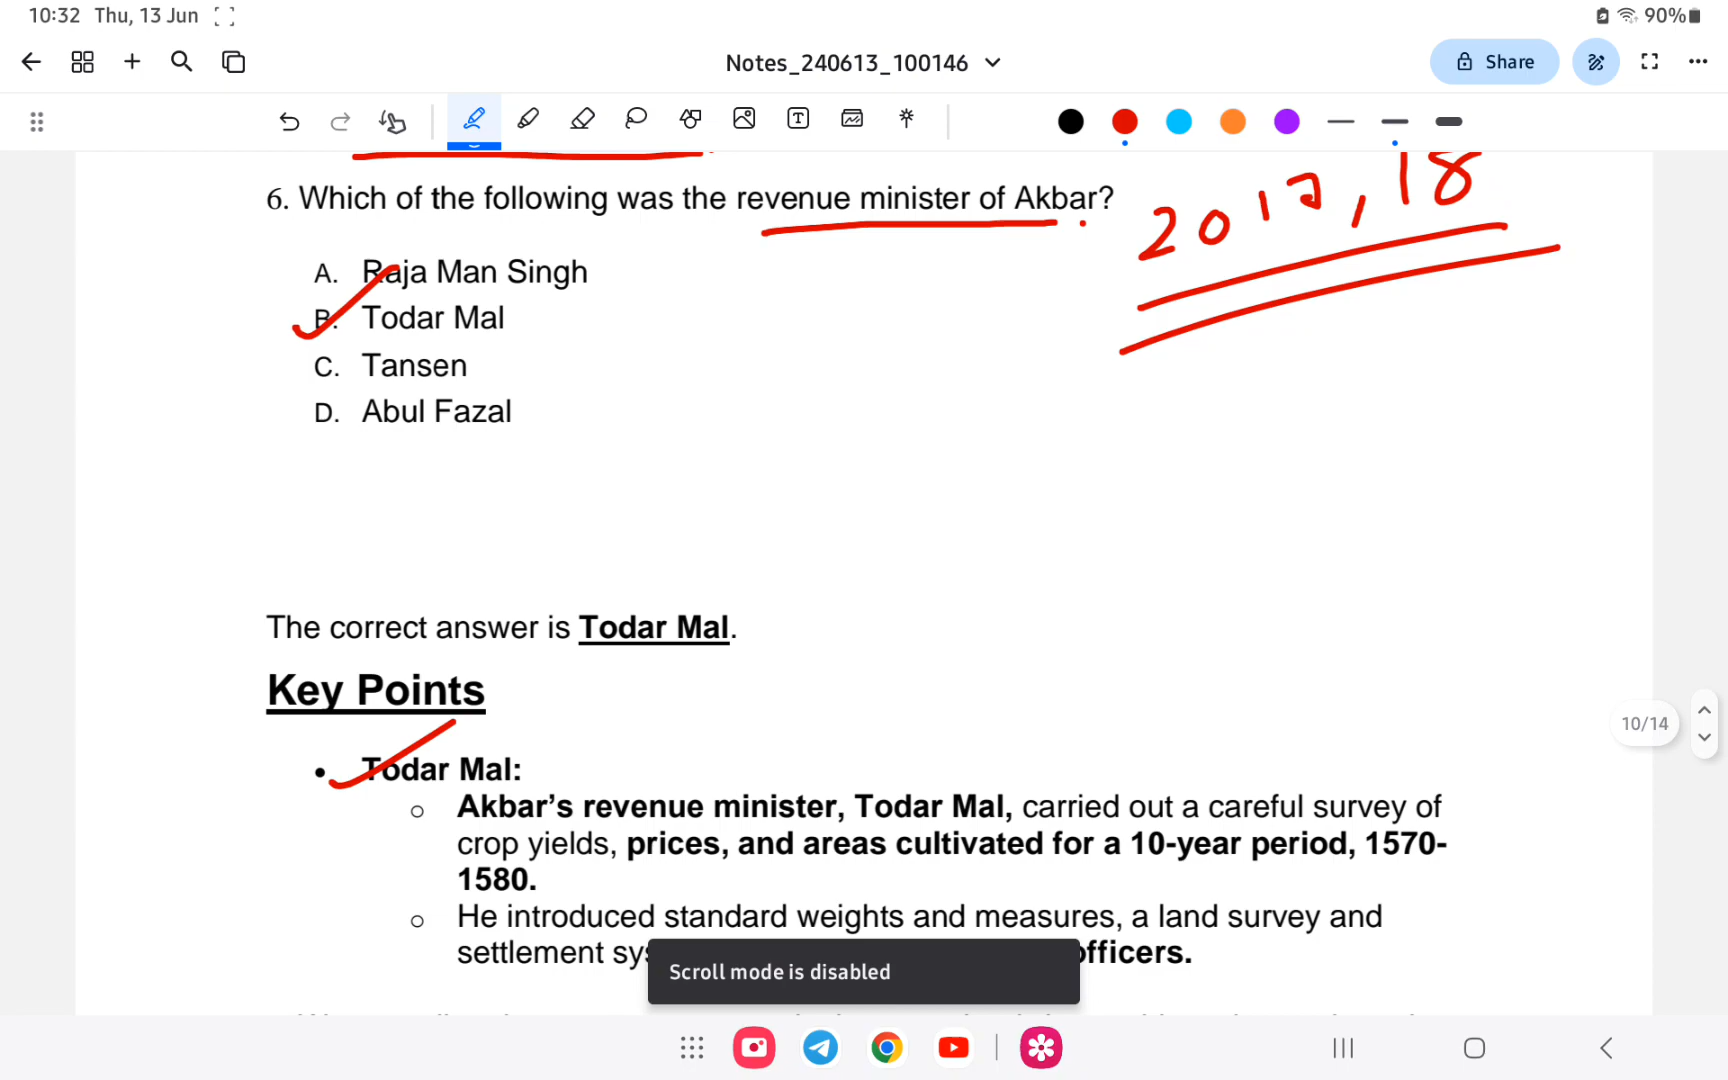 10:32 Thu, 13 Jun
90%
Notes_240613_100146
Share
2017, 18
6. Which of the following was the revenue minister of Akbar?
A. Raja Man Singh
B. Todar Mal
C. Tansen
D. Abul Fazal
The correct answer is Todar Mal.
Key Points
10/14
• Todar Mal:
o Akbar's revenue minister, Todar Mal, carried out a careful survey of
crop yields, prices, and areas cultivated for a 10-year period, 1570-
1580.
o He introduced standard weights and measures, a land survey and
settlement officers.
Scroll mode is disabled